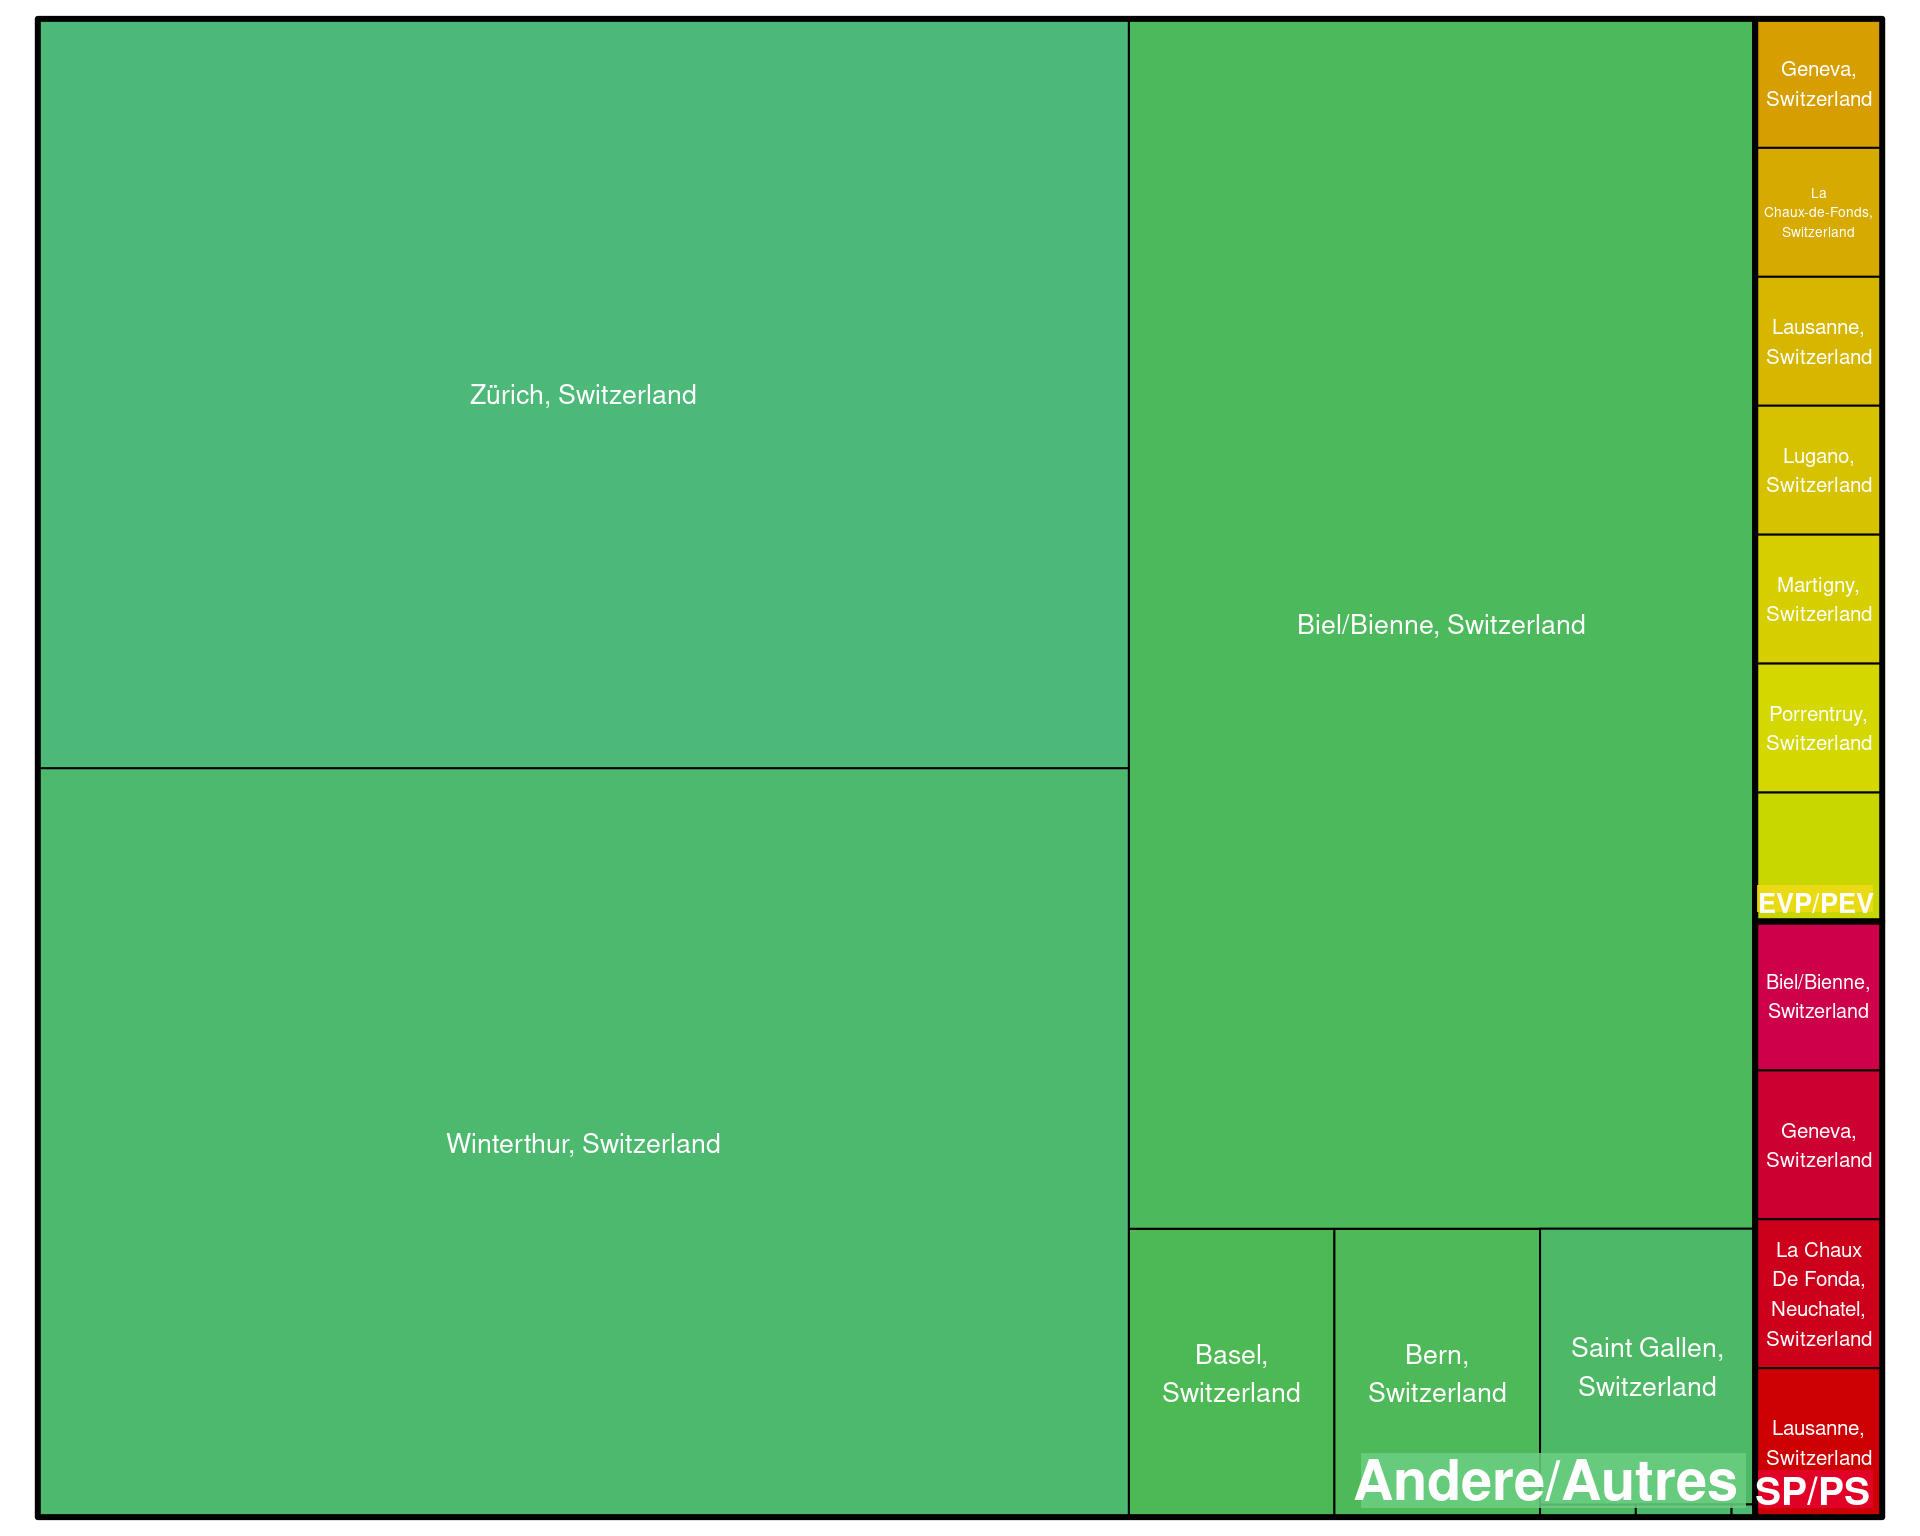 Zürich, Switzerland
Winterthur, Switzerland
Biel/Bienne, Switzerland
Basel,
Switzerland
Bern,
Switzerland
Saint Gallen,
Switzerland
Andere/Autres
Geneva,
Switzerland
La
Chaux-de-Fonds,
Switzerland
Lausanne,
Switzerland
Lugano,
Switzerland
Martigny,
Switzerland
Porrentruy,
Switzerland
EVP/PEV
Biel/Bienne,
Switzerland
Geneva,
Switzerland
La Chaux
De Fonda,
Neuchatel,
Switzerland
Lausanne,
Switzerland
SP/PS